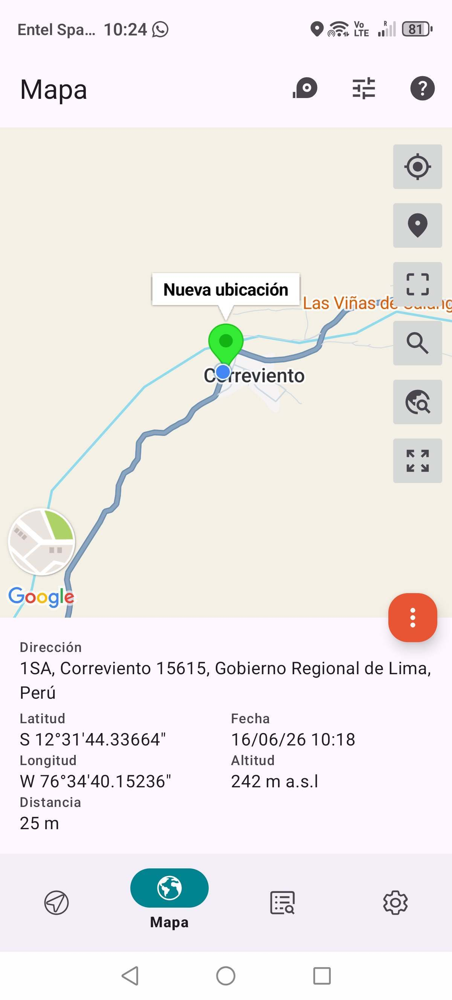 Entel Spa... 10:24
Vo
LTE
R
81
Mapa
Nueva ubicación
Las Viñas de
Correviento
Google
Dirección
1SA, Correviento 15615, Gobierno Regional de Lima,
Perú
Latitud
S 12°31'44.33664"
Fecha
16/06/26 10:18
Longitud
W 76°34'40.15236"
Altitud
242 m a.s.l
Distancia
25 m
Mapa